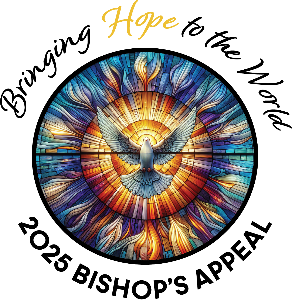 Bringing Hope to the World
2025 BISHOP'S APPEAL